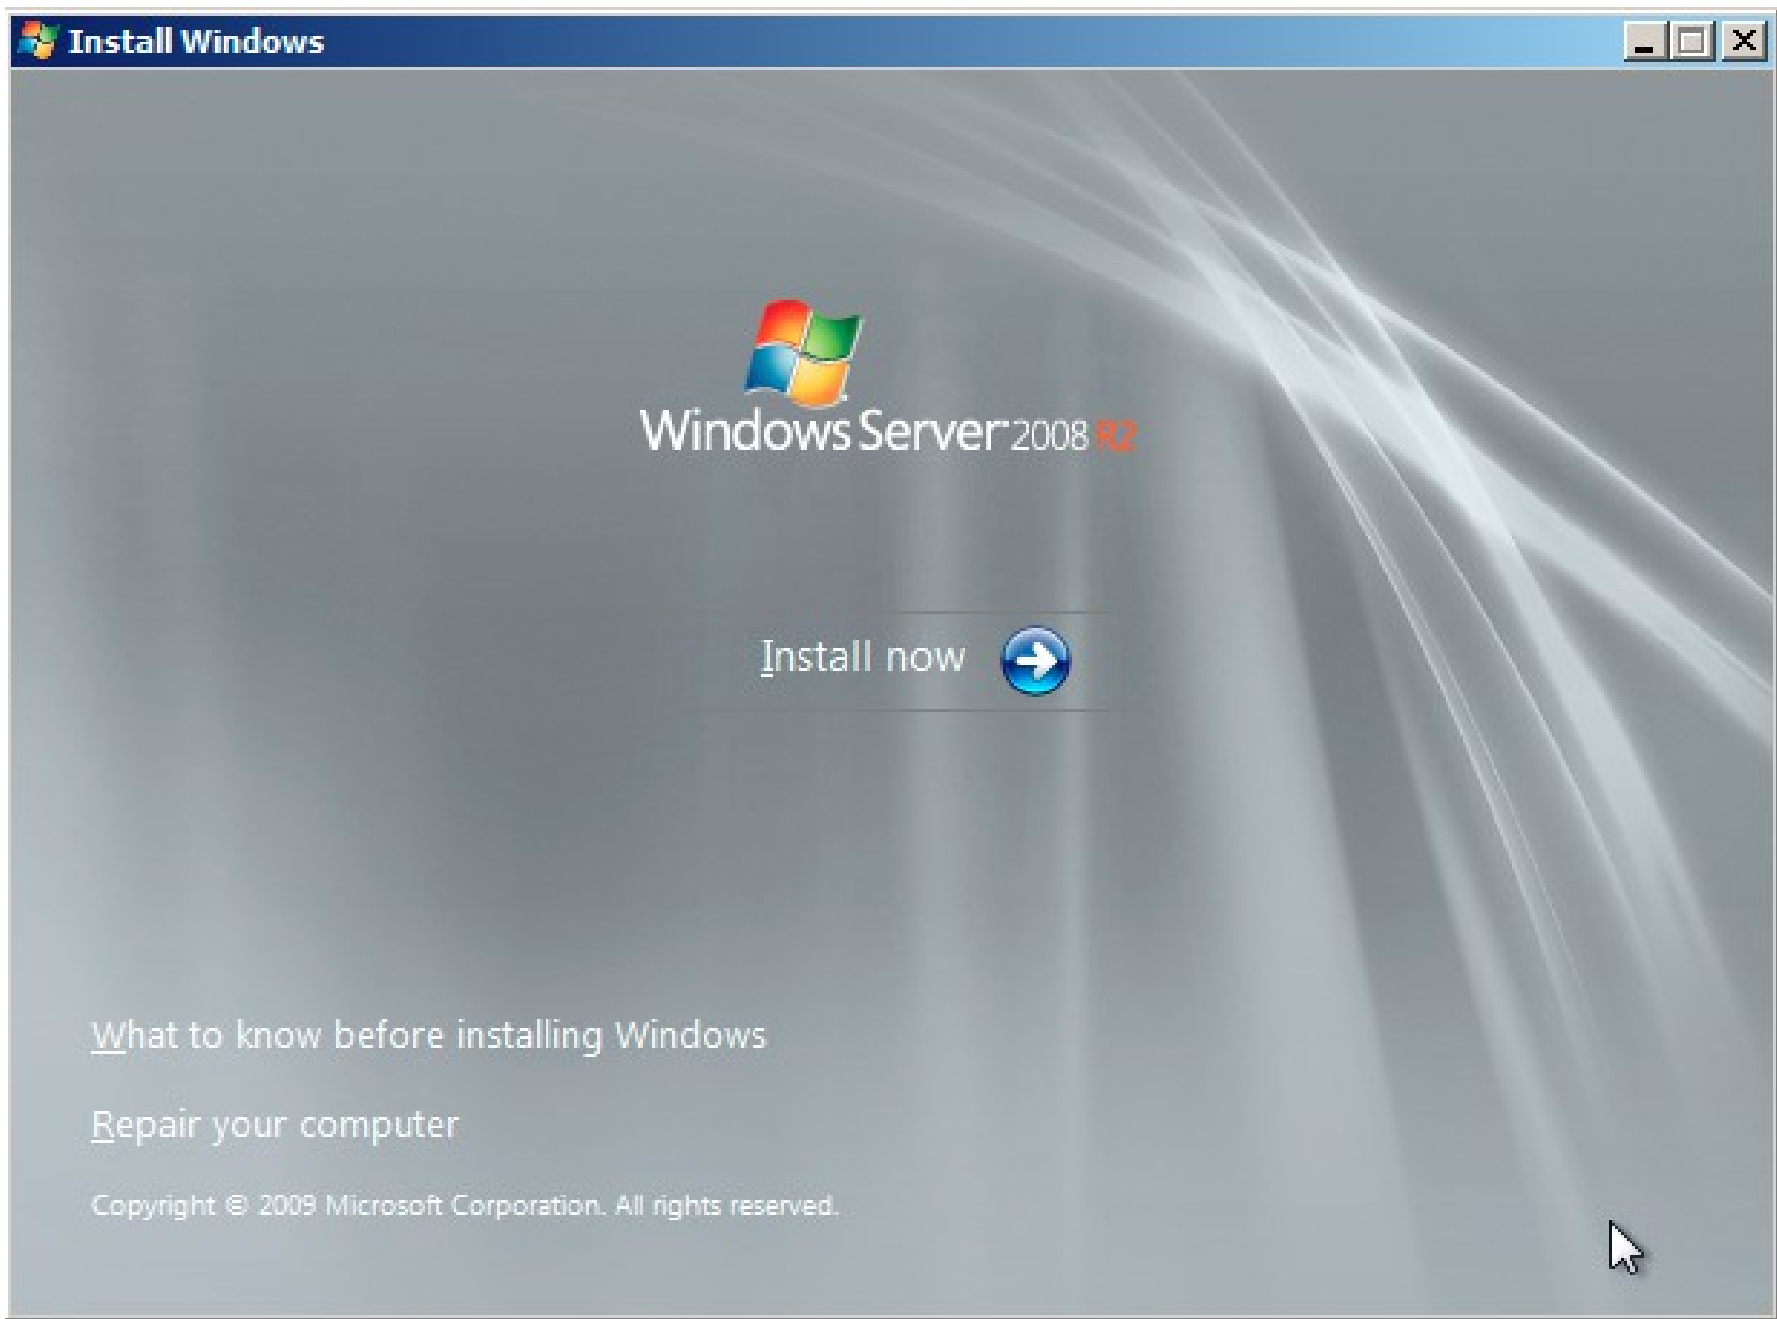 Install Windows
Windows Server 2008 R2
Install now
What to know before installing Windows
Repair your computer
Copyright © 2009 Microsoft Corporation. All rights reserved.